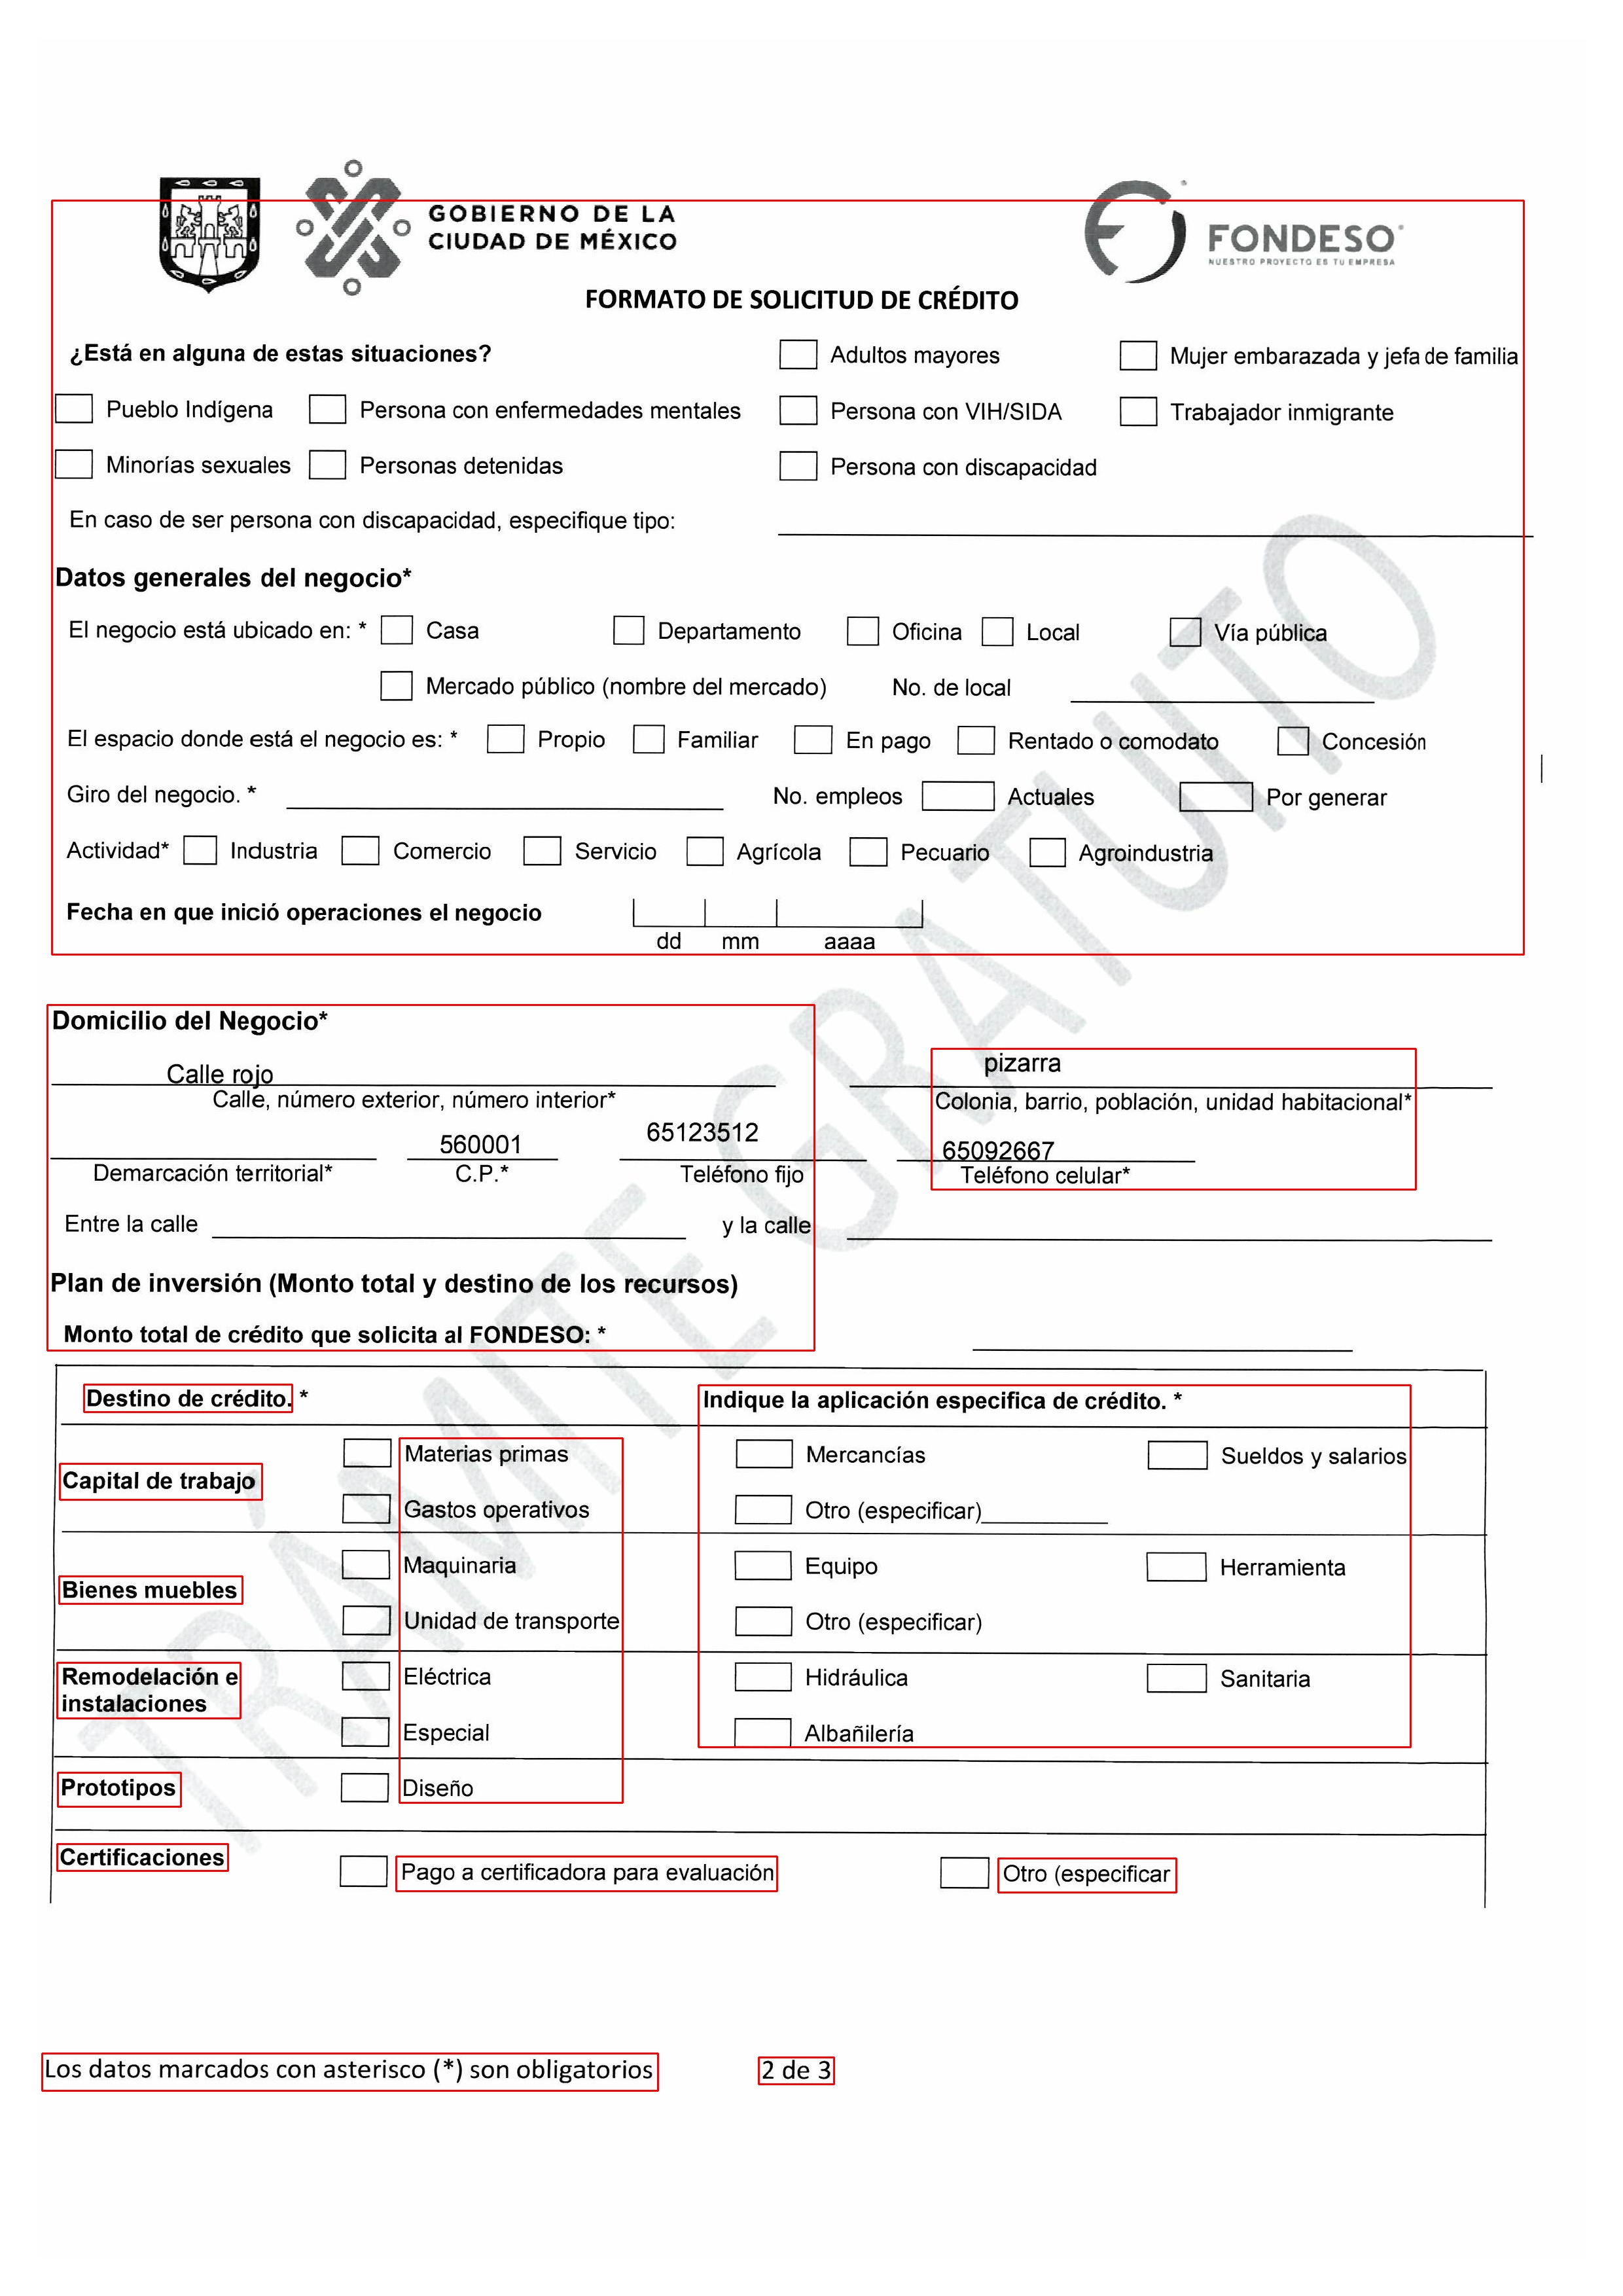 GOBIERNO DE LA
CIUDAD DE MÉXICO
FONDESO
NUESTRO PROYECTO ES TU EMPRESA
FORMATO DE SOLICITUD DE CRÉDITO
¿Está en alguna de estas situaciones? Adultos mayores Mujer embarazada y jefa de familia
Pueblo Indígena Persona con enfermedades mentales Persona con VIH/SIDA Trabajador inmigrante
Minorías sexuales Personas detenidas Persona con discapacidad
En caso de ser persona con discapacidad, especifique tipo:
Datos generales del negocio*
El negocio está ubicado en: * Casa Departamento Oficina Local Vía pública
Mercado público (nombre del mercado) No. de local
El espacio donde está el negocio es: * Propio Familiar En pago Rentado o comodato Concesión
Giro del negocio. * No. empleos Actuales Por generar
Actividad* Industria Comercio Servicio Agrícola Pecuario Agroindustria
Fecha en que inició operaciones el negocio
dd mm aaaa
Domicilio del Negocio*
Calle rojo pizarra
Calle, número exterior, número interior* Colonia, barrio, población, unidad habitacional*
560001 65123512 65092667
Demarcación territorial* C.P.* Teléfono fijo Teléfono celular*
Entre la calle y la calle
Plan de inversión (Monto total y destino de los recursos)
Monto total de crédito que solicita al FONDESO: *
Destino de crédito. * Indique la aplicación especifica de crédito. *
Capital de trabajo Materias primas Mercancías Sueldos y salarios
Gastos operativos Otro (especificar)
Bienes muebles Maquinaria Equipo Herramienta
Unidad de transporte Otro (especificar)
Remodelación e
instalaciones Eléctrica Hidráulica Sanitaria
Especial Albañilería
Prototipos Diseño
Certificaciones Pago a certificadora para evaluación Otro (especificar
Los datos marcados con asterisco (*) son obligatorios 2 de 3
TRÁMITE GRATUITO